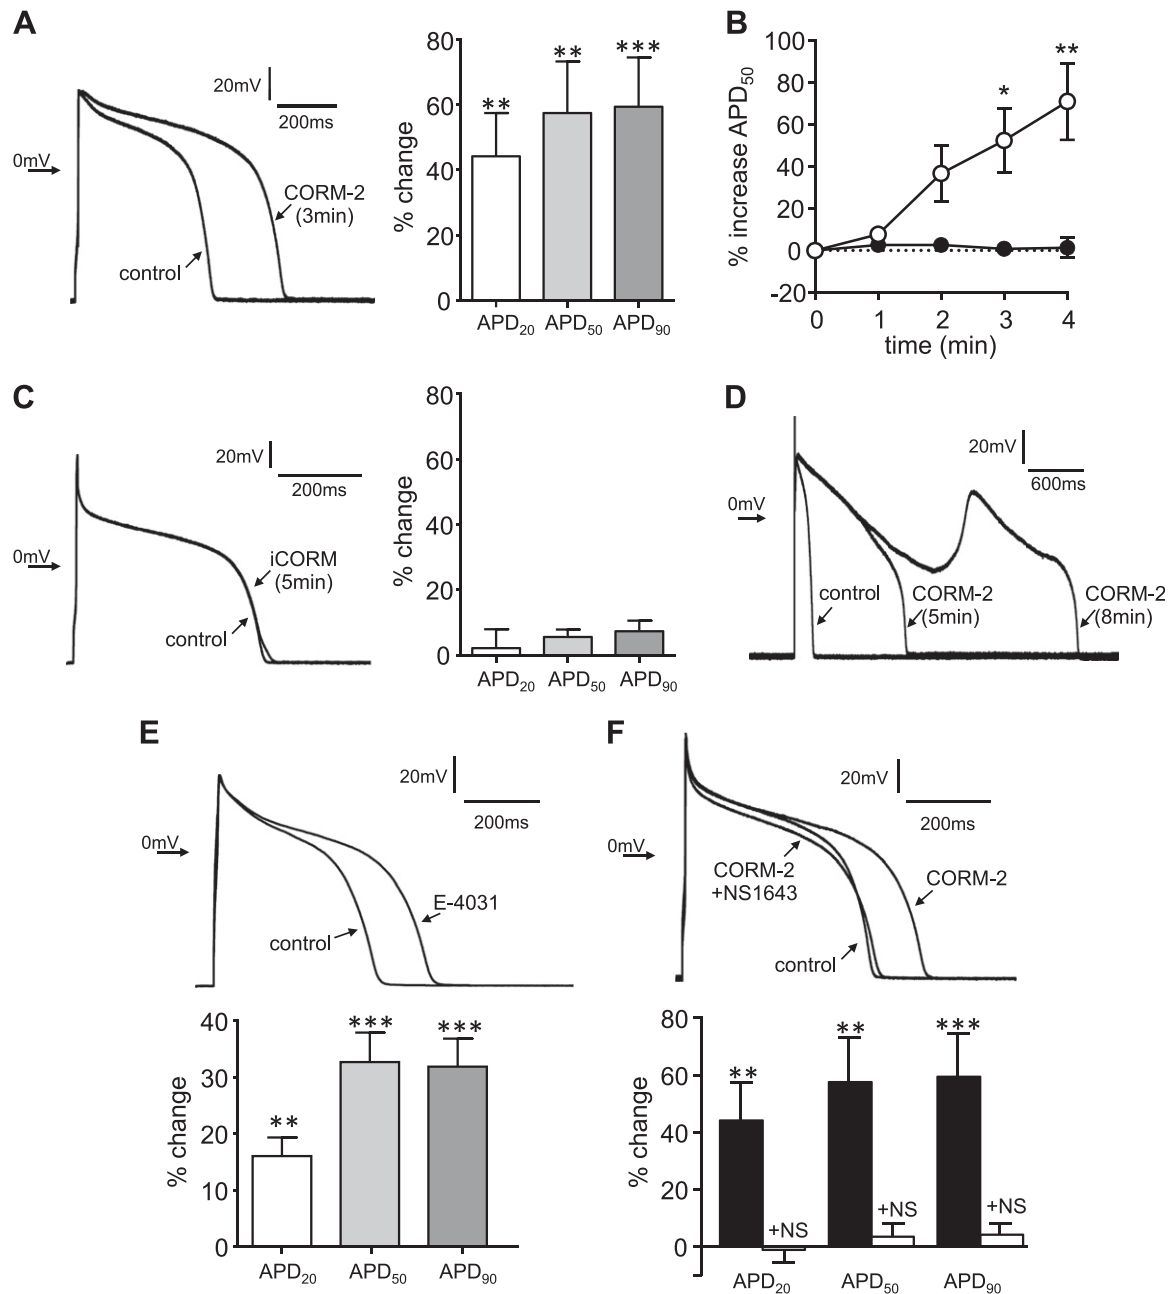 A
20mV
200ms
0mV
CORM-2
(3min)
control
% change
80
60
40
20
0
**
**
***
APD20
APD50
APD90
B
% increase APD50
100
80
60
40
20
0
-20
*
**
0
1
2
3
4
time (min)
C
20mV
200ms
0mV
iCORM
(5min)
control
% change
80
60
40
20
0
APD20
APD50
APD90
D
20mV
600ms
0mV
control
CORM-2
(5min)
CORM-2
(8min)
E
20mV
200ms
0mV
E-4031
control
% change
40
30
20
10
0
**
***
***
APD20
APD50
APD90
F
20mV
200ms
0mV
CORM-2
+NS1643
CORM-2
control
% change
80
60
40
20
0
**
**
***
+NS
+NS
+NS
APD20
APD50
APD90